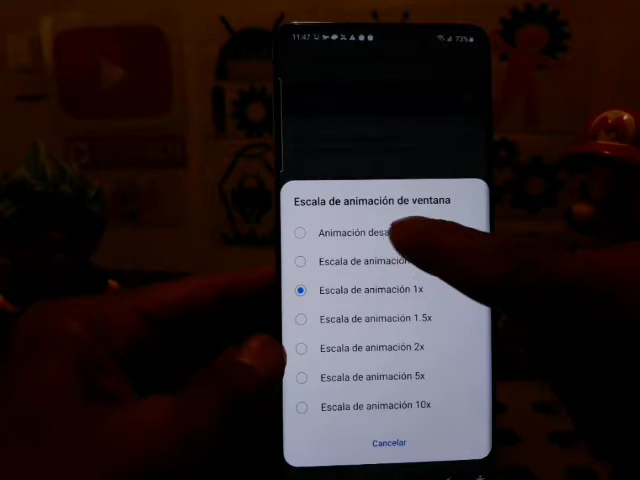 11:47
73%
Escala de animación de ventana
Animación
Escala de animación
Escala de animación 1x
Escala de animación 1.5x
Escala de animación 2x
Escala de animación 5x
Escala de animación 10x
Cancelar